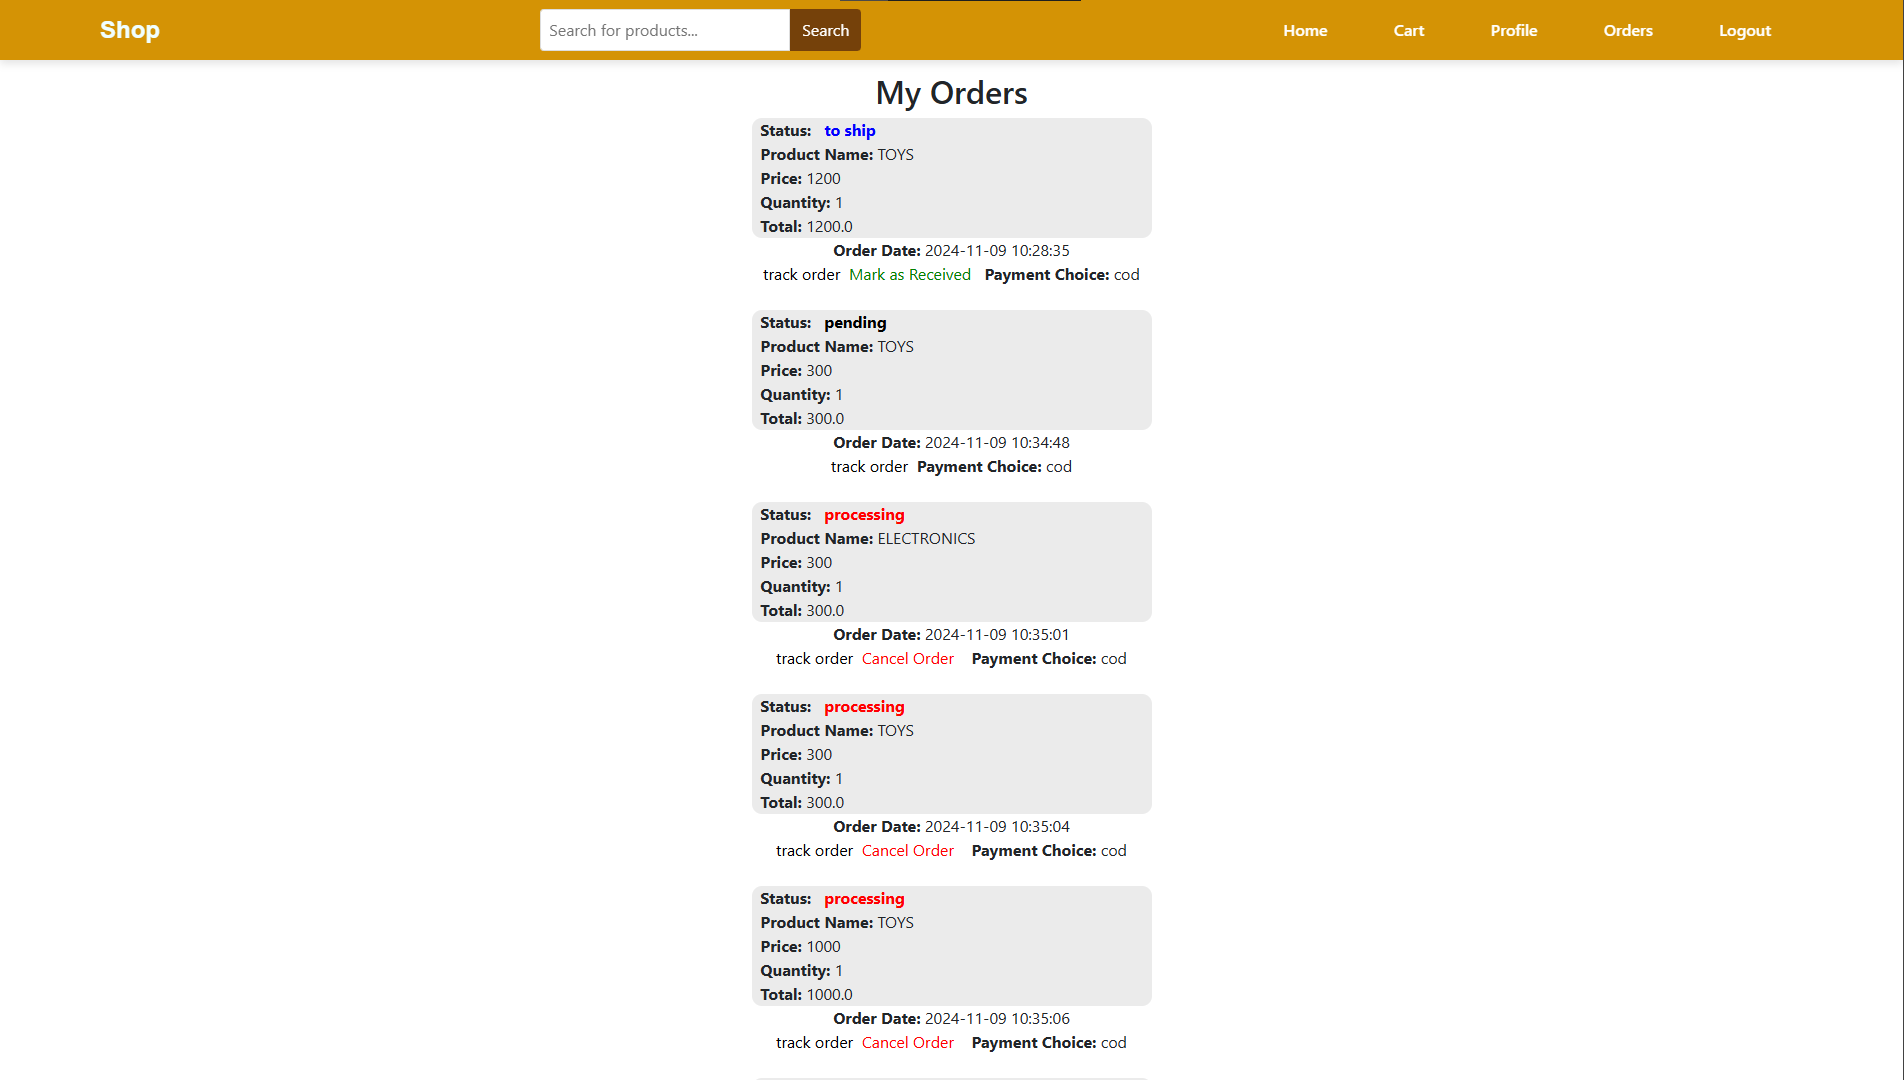 Shop Search for products... Search Home Cart Profile Orders Logout
My Orders
Status: to ship
Product Name: TOYS
Price: 1200
Quantity: 1
Total: 1200.0
Order Date: 2024-11-09 10:28:35
track order Mark as Received Payment Choice: cod
Status: pending
Product Name: TOYS
Price: 300
Quantity: 1
Total: 300.0
Order Date: 2024-11-09 10:34:48
track order Payment Choice: cod
Status: processing
Product Name: ELECTRONICS
Price: 300
Quantity: 1
Total: 300.0
Order Date: 2024-11-09 10:35:01
track order Cancel Order Payment Choice: cod
Status: processing
Product Name: TOYS
Price: 300
Quantity: 1
Total: 300.0
Order Date: 2024-11-09 10:35:04
track order Cancel Order Payment Choice: cod
Status: processing
Product Name: TOYS
Price: 1000
Quantity: 1
Total: 1000.0
Order Date: 2024-11-09 10:35:06
track order Cancel Order Payment Choice: cod